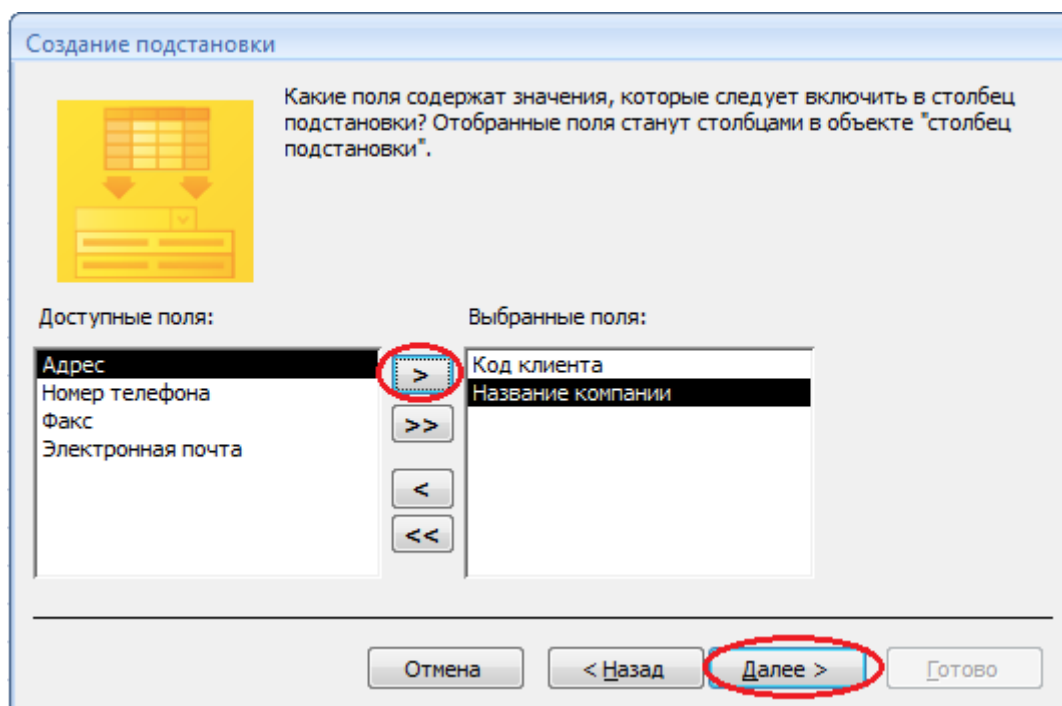 Создание подстановки
Какие поля содержат значения, которые следует включить в столбец
подстановки? Отобранные поля станут столбцами в объекте "столбец
подстановки".
Доступные поля:
Выбранные поля:
Адрес
Номер телефона
Факс
Электронная почта
>
>>
<
<<
Код клиента
Название компании
Отмена
< Назад
Далее >
Готово